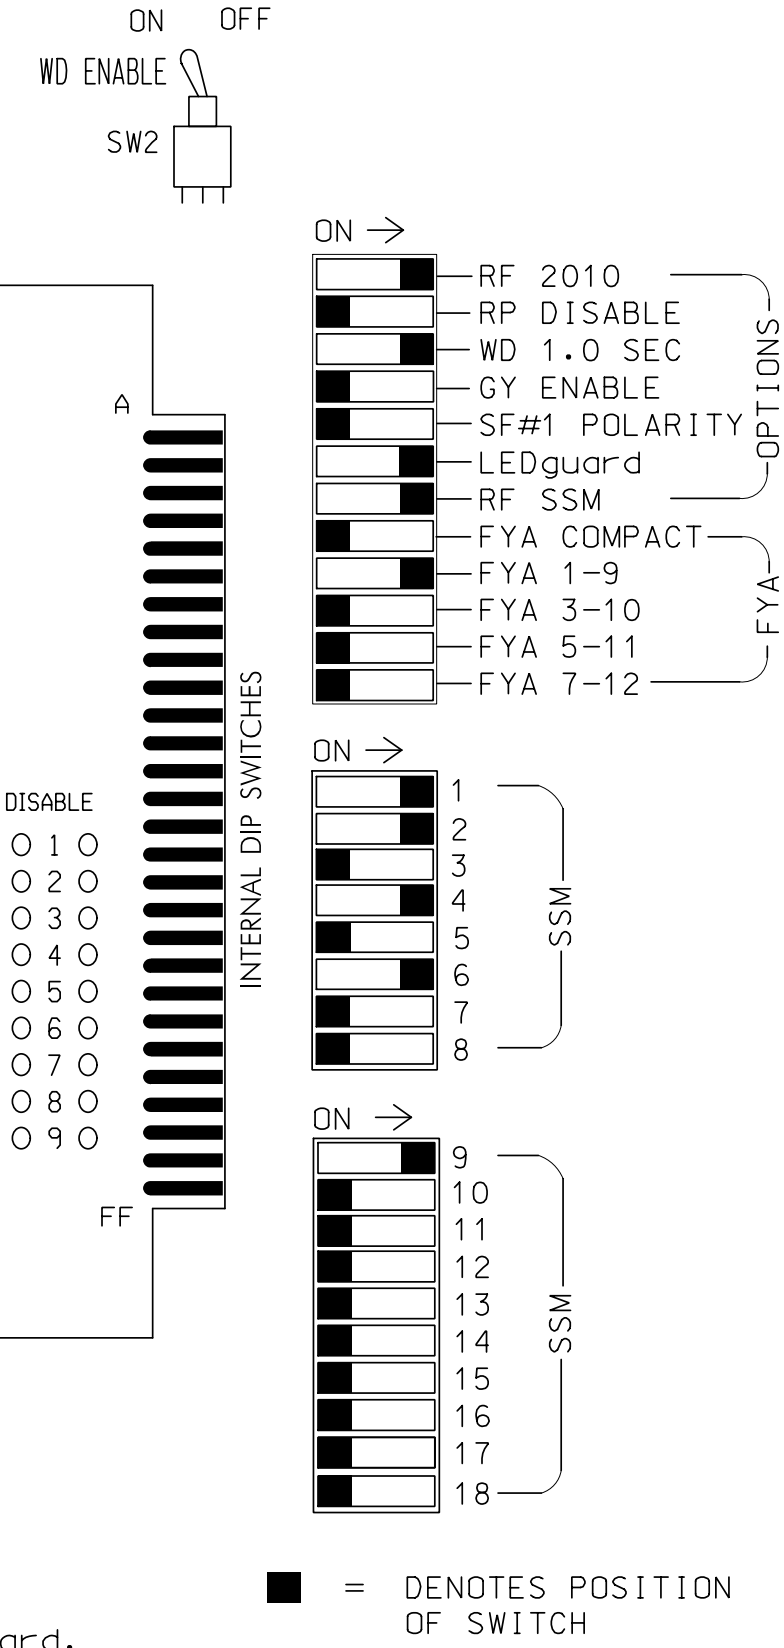 ON OFF
WD ENABLE
SW2
ON →
RF 2010
RP DISABLE
WD 1.0 SEC
GY ENABLE
SF#1 POLARITY
LEDguard
RF SSM
OPTIONS
FYA COMPACT
FYA 1-9
FYA 3-10
FYA 5-11
FYA 7-12
FYA
A
FF
INTERNAL DIP SWITCHES
DISABLE
1
2
3
4
5
6
7
8
9
ON →
1
2
3
4
5
6
7
8
SSM
ON →
9
10
11
12
13
14
15
16
17
18
SSM
= DENOTES POSITION
OF SWITCH
ard.